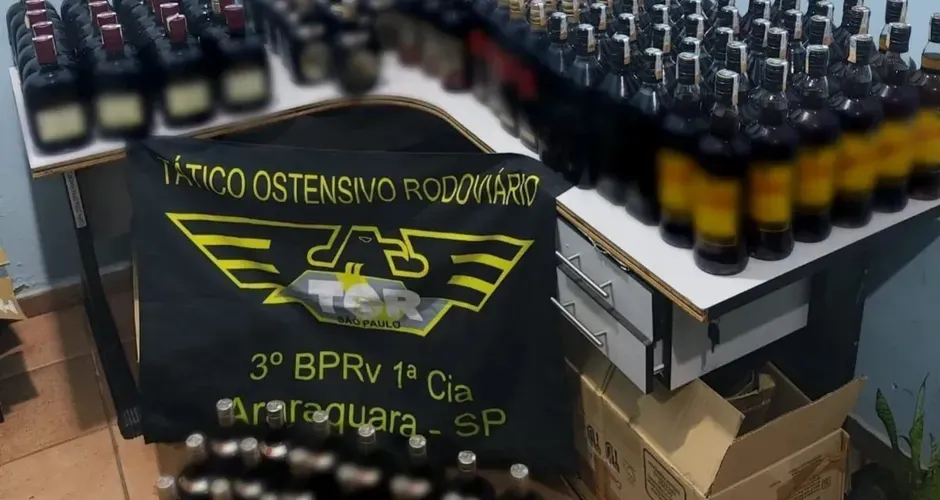 TÁTICO OSTENSIVO RODOVIÁRIO
TOR
SÃO PAULO
3º BPRv 1ª Cia
Araraquara - SP